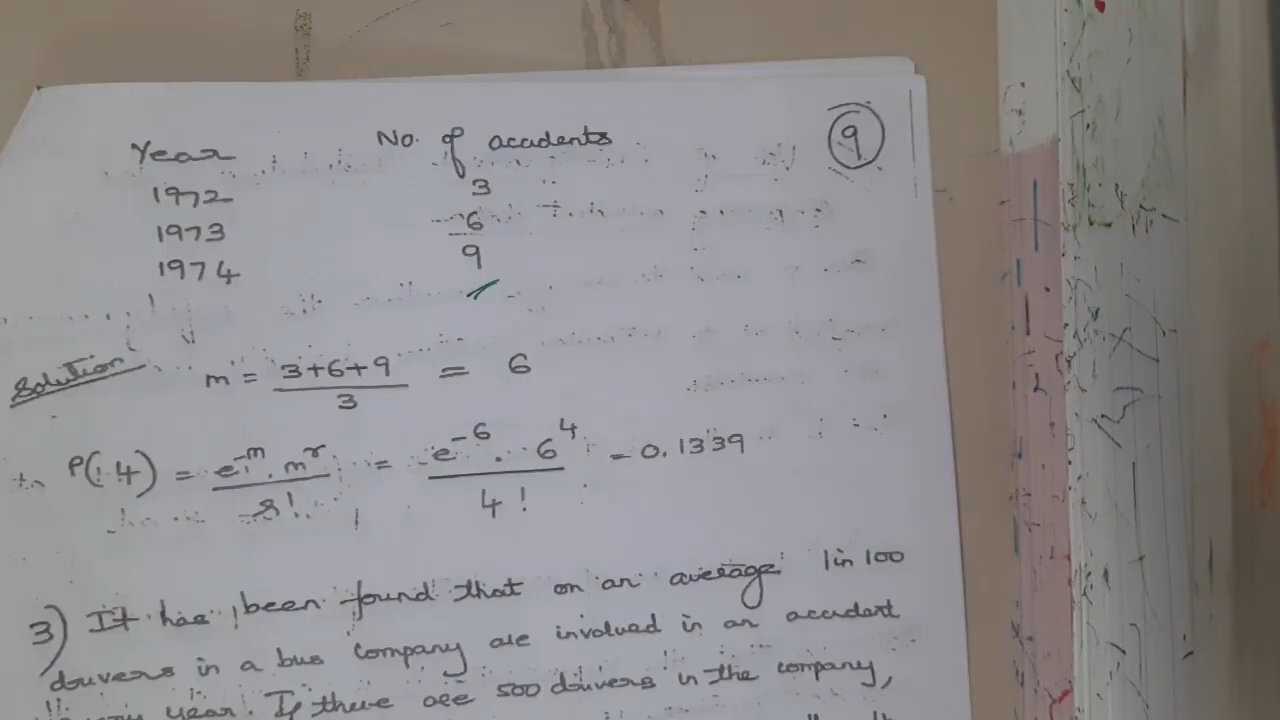 9
Year No. of accidents
1972 3
1973 6
1974 9
Solution
m = 3+6+9 / 3 = 6
P(4) = e^-m . m^r / r! = e^-6 . 6^4 / 4! = 0.1339
3) It has been found that on an average 1 in 100
drivers in a bus company are involved in an accident
year. If there are 500 drivers in the company,